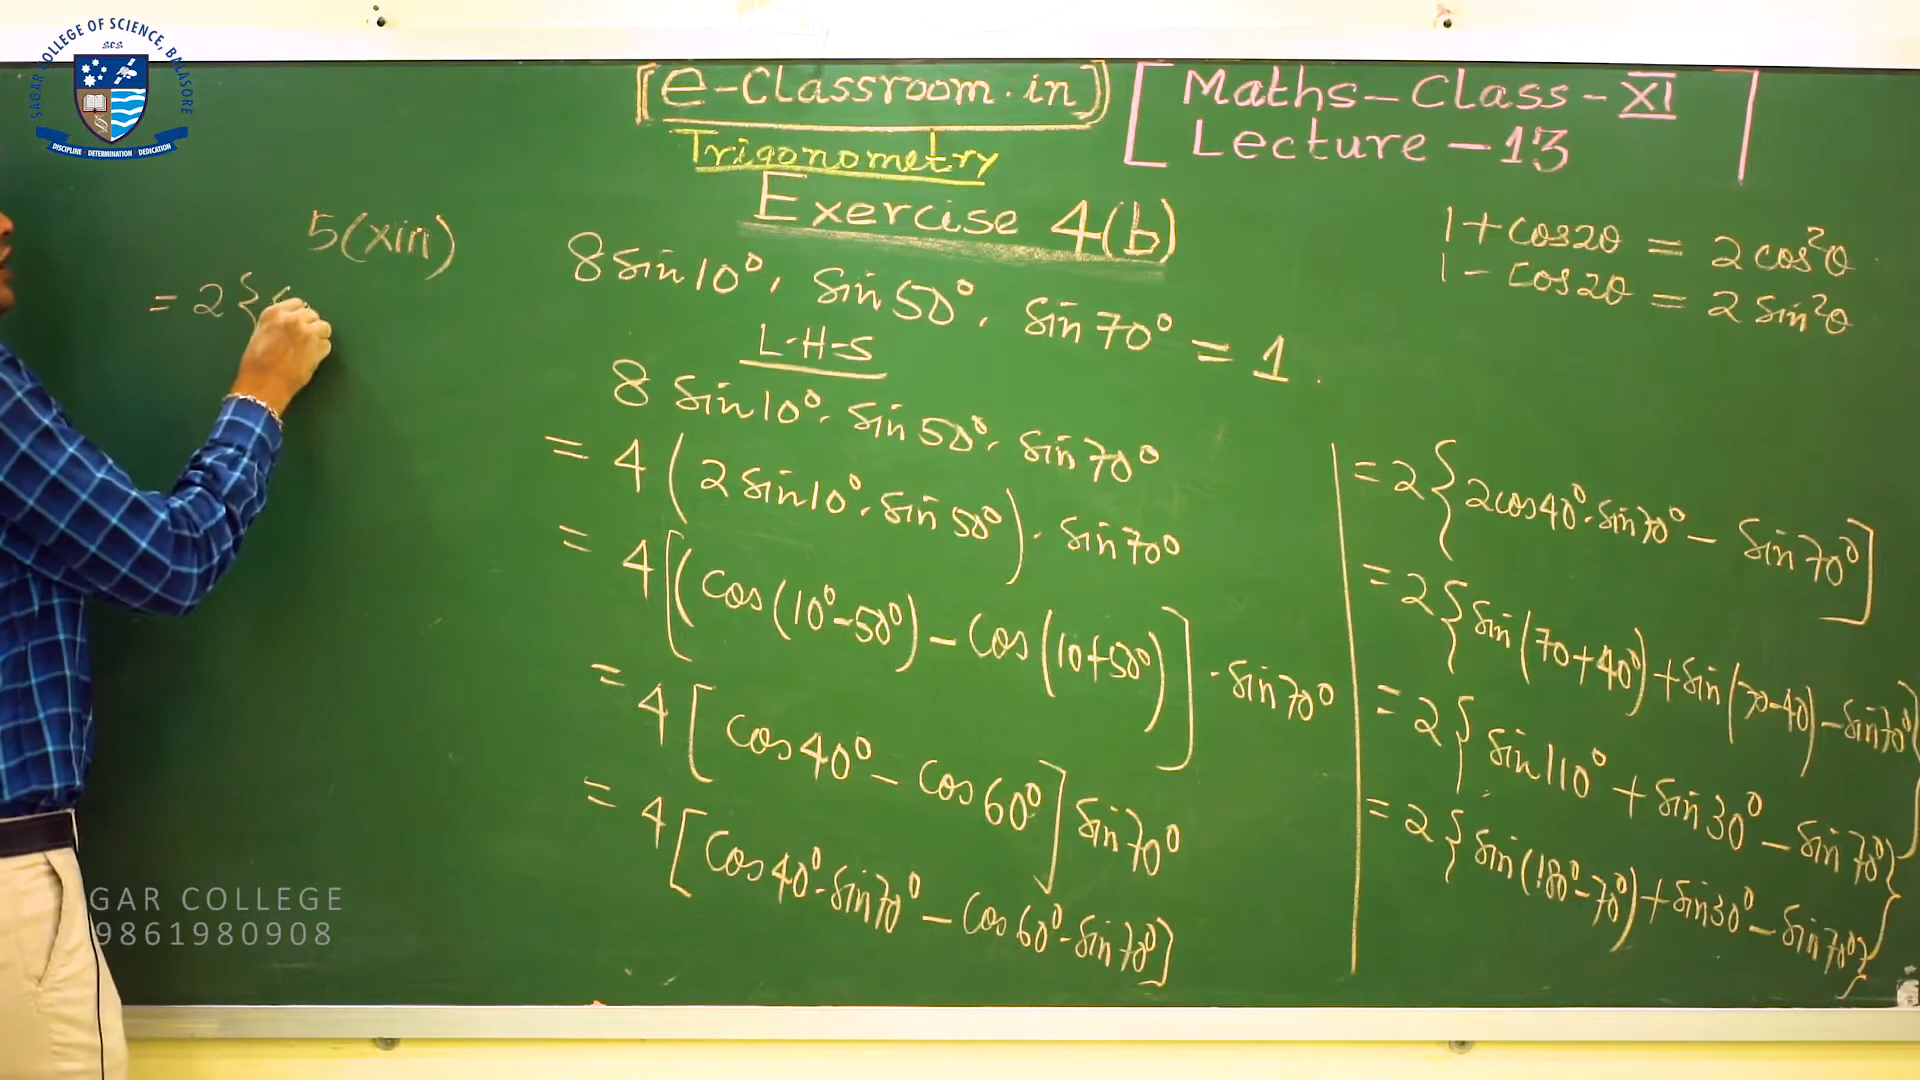 SAGAR COLLEGE OF SCIENCE, BALASORE
SCS
DISCIPLINE DETERMINATION DEDICATION
[e-Classroom.in]
[Maths-Class-XI
Lecture-13]
Trigonometry
Exercise 4(b)
5(xiii)
8 sin10°. sin50°. sin70° = 1.
L-H-S
8 sin10°. sin50°. sin70°
= 4(2 sin10°. sin50°). sin70°
= 4[(cos(10°-50°) - cos(10+50°)]. sin70°
= 4[cos40° - cos60°] sin70°
= 4[cos40°. sin70° - cos60°. sin70°]
1+cos2θ = 2cos²θ
1-cos2θ = 2sin²θ
= 2{2cos40°. sin70° - sin70°]
= 2{sin(70+40°)+sin(70-40)-sin70°}
= 2{sin110° + sin30° - sin70°}
= 2{sin(180°-70°)+sin30°-sin70°}
= 2{
GAR COLLEGE
9861980908